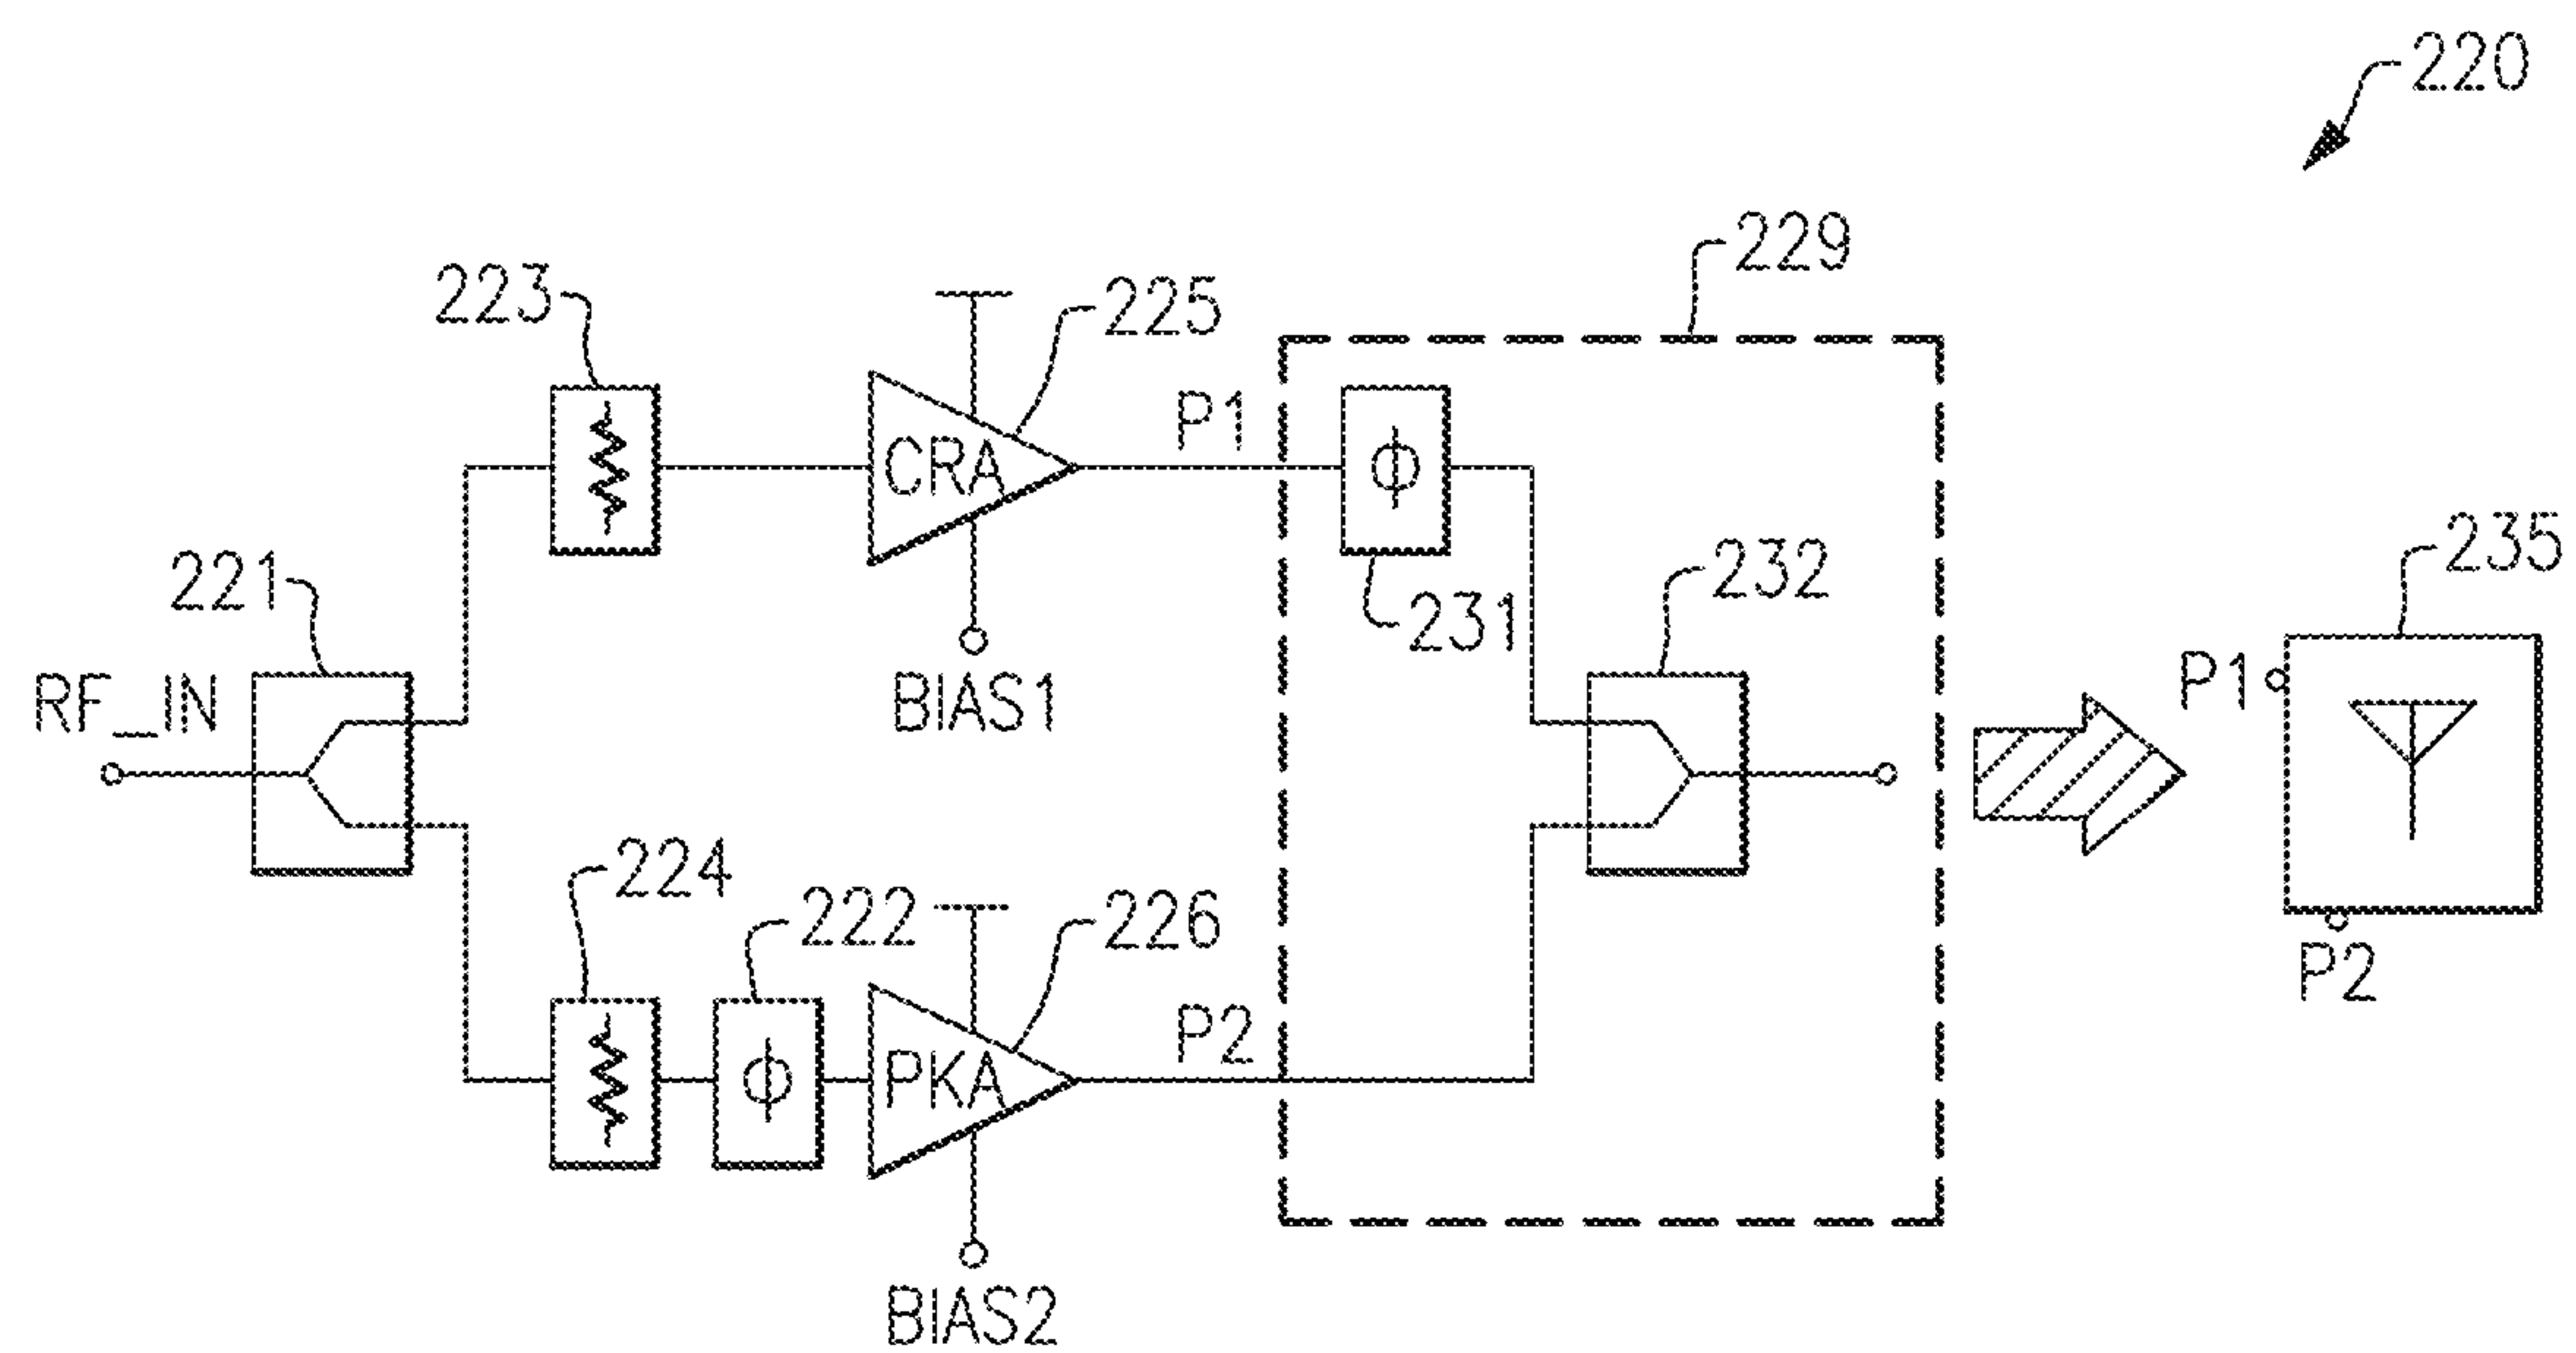 220
229
223
225
P1
CRA
φ
235
221
232
231
P1
RF_IN
BIAS1
224
222
226
P2
P2
PKA
φ
BIAS2